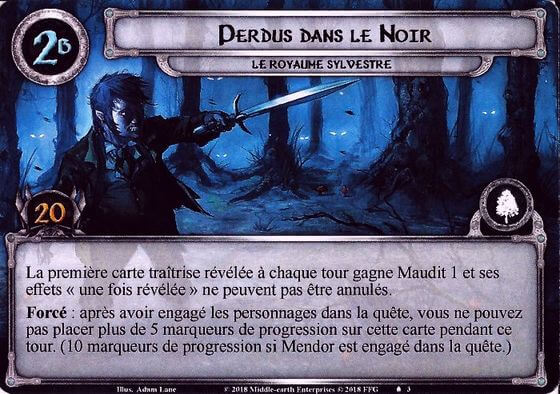 2B
PERDUS DANS LE NOIR
LE ROYAUME SYLVESTRE
20
La première carte traîtrise révélée à chaque tour gagne Maudit 1 et ses
effets « une fois révélée » ne peuvent pas être annulés.
Forcé : après avoir engagé les personnages dans la quête, vous ne pouvez
pas placer plus de 5 marqueurs de progression sur cette carte pendant ce
tour. (10 marqueurs de progression si Mendor est engagé dans la quête.)
Illus. Adam Lane © 2018 Middle-earth Enterprises © 2018 FFG 3